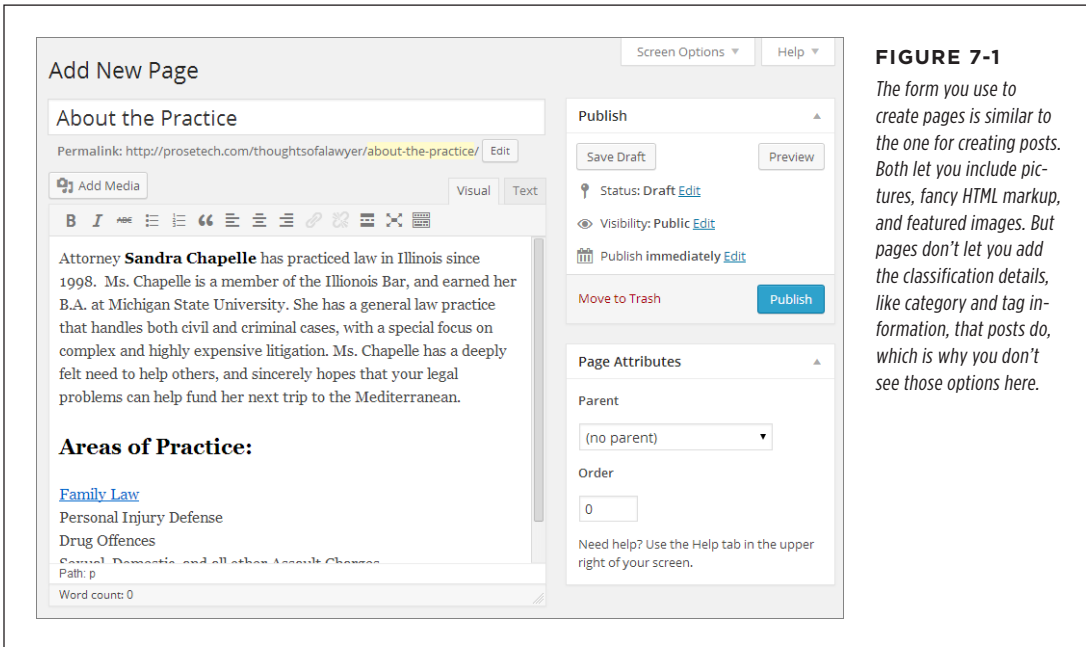 Screen Options
Help
Add New Page
About the Practice
Permalink: http://prosetech.com/thoughtsofalawyer/about-the-practice/ Edit
Add Media
Visual Text
B I ABC
Attorney Sandra Chapelle has practiced law in Illinois since
1998. Ms. Chapelle is a member of the Illionois Bar, and earned her
B.A. at Michigan State University. She has a general law practice
that handles both civil and criminal cases, with a special focus on
complex and highly expensive litigation. Ms. Chapelle has a deeply
felt need to help others, and sincerely hopes that your legal
problems can help fund her next trip to the Mediterranean.
Areas of Practice:
Family Law
Personal Injury Defense
Drug Offences
Sexual, Domestic, and all other Assault Charges
Path: p
Word count: 0
Publish
Save Draft Preview
Status: Draft Edit
Visibility: Public Edit
Publish immediately Edit
Move to Trash Publish
Page Attributes
Parent
(no parent)
Order
0
Need help? Use the Help tab in the upper
right of your screen.
FIGURE 7-1
The form you use to
create pages is similar to
the one for creating posts.
Both let you include pic-
tures, fancy HTML markup,
and featured images. But
pages don’t let you add
the classification details,
like category and tag in-
formation, that posts do,
which is why you don’t
see those options here.